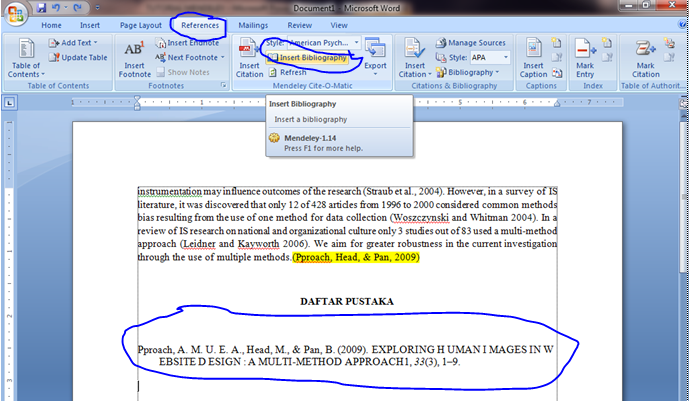 Document1 - Microsoft Word
Home Insert Page Layout References Mailings Review View
Table of Contents
Add Text
Update Table
Table of Contents
Insert Footnote
AB
Insert Endnote
Next Footnote
Show Notes
Footnotes
Style: American Psych...
Insert Bibliography
Refresh
Export
Mendeley Cite-O-Matic
Insert Citation
Manage Sources
Style: APA
Bibliography
Citations & Bibliography
Insert Caption
Captions
Mark Entry
Index
Mark Citation
Table of Authorit...
Insert Bibliography
Insert a bibliography
Mendeley-1.14
Press F1 for more help.
instrumentation may influence outcomes of the research (Straub et al., 2004). However, in a survey of IS
literature, it was discovered that only 12 of 428 articles from 1996 to 2000 considered common methods
bias resulting from the use of one method for data collection (Woszczynski and Whitman 2004). In a
review of IS research on national and organizational culture only 3 studies out of 83 used a multi-method
approach (Leidner and Kayworth 2006). We aim for greater robustness in the current investigation
through the use of multiple methods.(Pproach, Head, & Pan, 2009)
DAFTAR PUSTAKA
Pproach, A. M. U. E. A., Head, M., & Pan, B. (2009). EXPLORING H UMAN I MAGES IN W
EBSITE D ESIGN : A MULTI-METHOD APPROACH1, 33(3), 1–9.